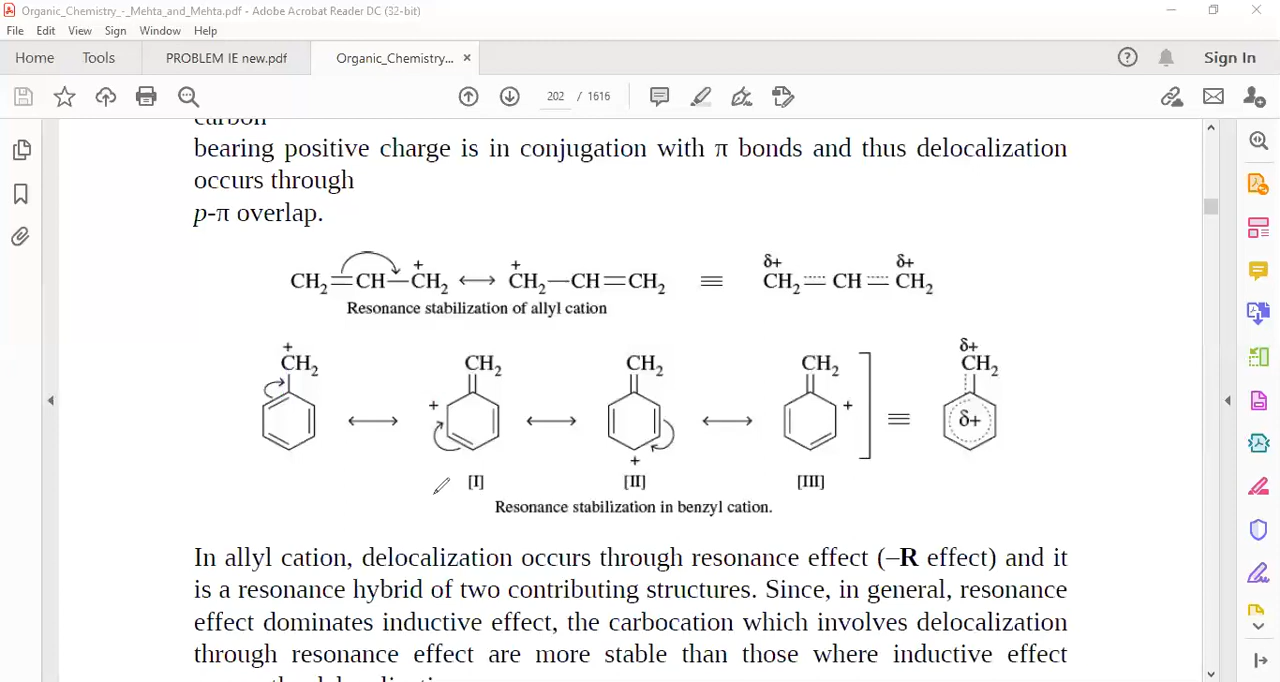 Organic_Chemistry_-_Mehta_and_Mehta.pdf - Adobe Acrobat Reader DC (32-bit)
File Edit View Sign Window Help
Home Tools PROBLEM IE new.pdf Organic_Chemistry... × Sign In
202 / 1616
carbon
bearing positive charge is in conjugation with π bonds and thus delocalization
occurs through
p-π overlap.
CH₂=CH–C⁺H₂ ↔ C⁺H₂—CH=CH₂ ≡ δ+ CH₂ CH δ+ CH₂
Resonance stabilization of allyl cation
+ CH₂ CH₂ CH₂ CH₂ δ+ CH₂
+ + δ+
+
[I] [II] [III]
Resonance stabilization in benzyl cation.
In allyl cation, delocalization occurs through resonance effect (–R effect) and it
is a resonance hybrid of two contributing structures. Since, in general, resonance
effect dominates inductive effect, the carbocation which involves delocalization
through resonance effect are more stable than those where inductive effect